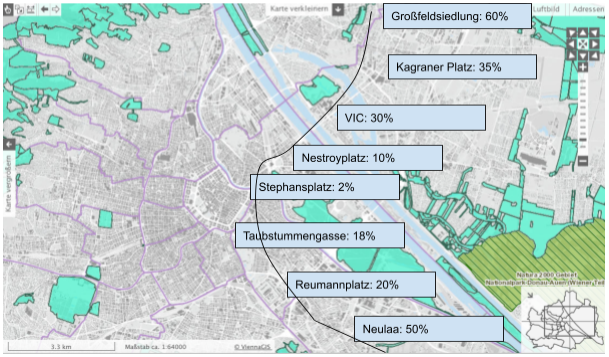 Karte verkleinern
Großfeldsiedlung: 60%
Luftbild
Adressen
Kagraner Platz: 35%
VIC: 30%
Karte vergrößern
Nestroyplatz: 10%
Stephansplatz: 2%
Taubstummengasse: 18%
Natura 2000 Gebiet
Nationalpark Donau-Auen (Wiener Teil
Reumannplatz: 20%
Neulaa: 50%
3.3 km
Maßstab ca. 1:64000
© ViennaGIS